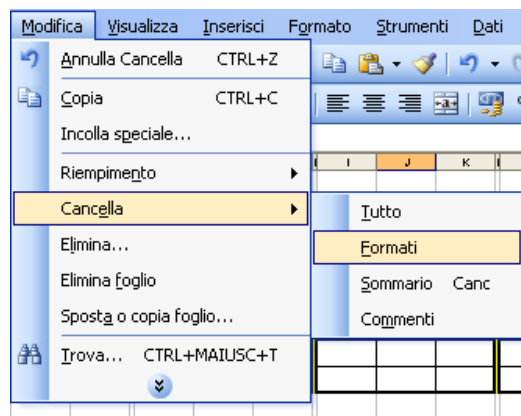 Modifica Visualizza Inserisci Formato Strumenti Dati
Annulla Cancella CTRL+Z
Copia CTRL+C
Incolla speciale...
Riempimento
Cancella
Elimina...
Elimina foglio
Sposta o copia foglio...
Trova... CTRL+MAIUSC+T
I J K
Tutto
Formati
Sommario Canc
Commenti